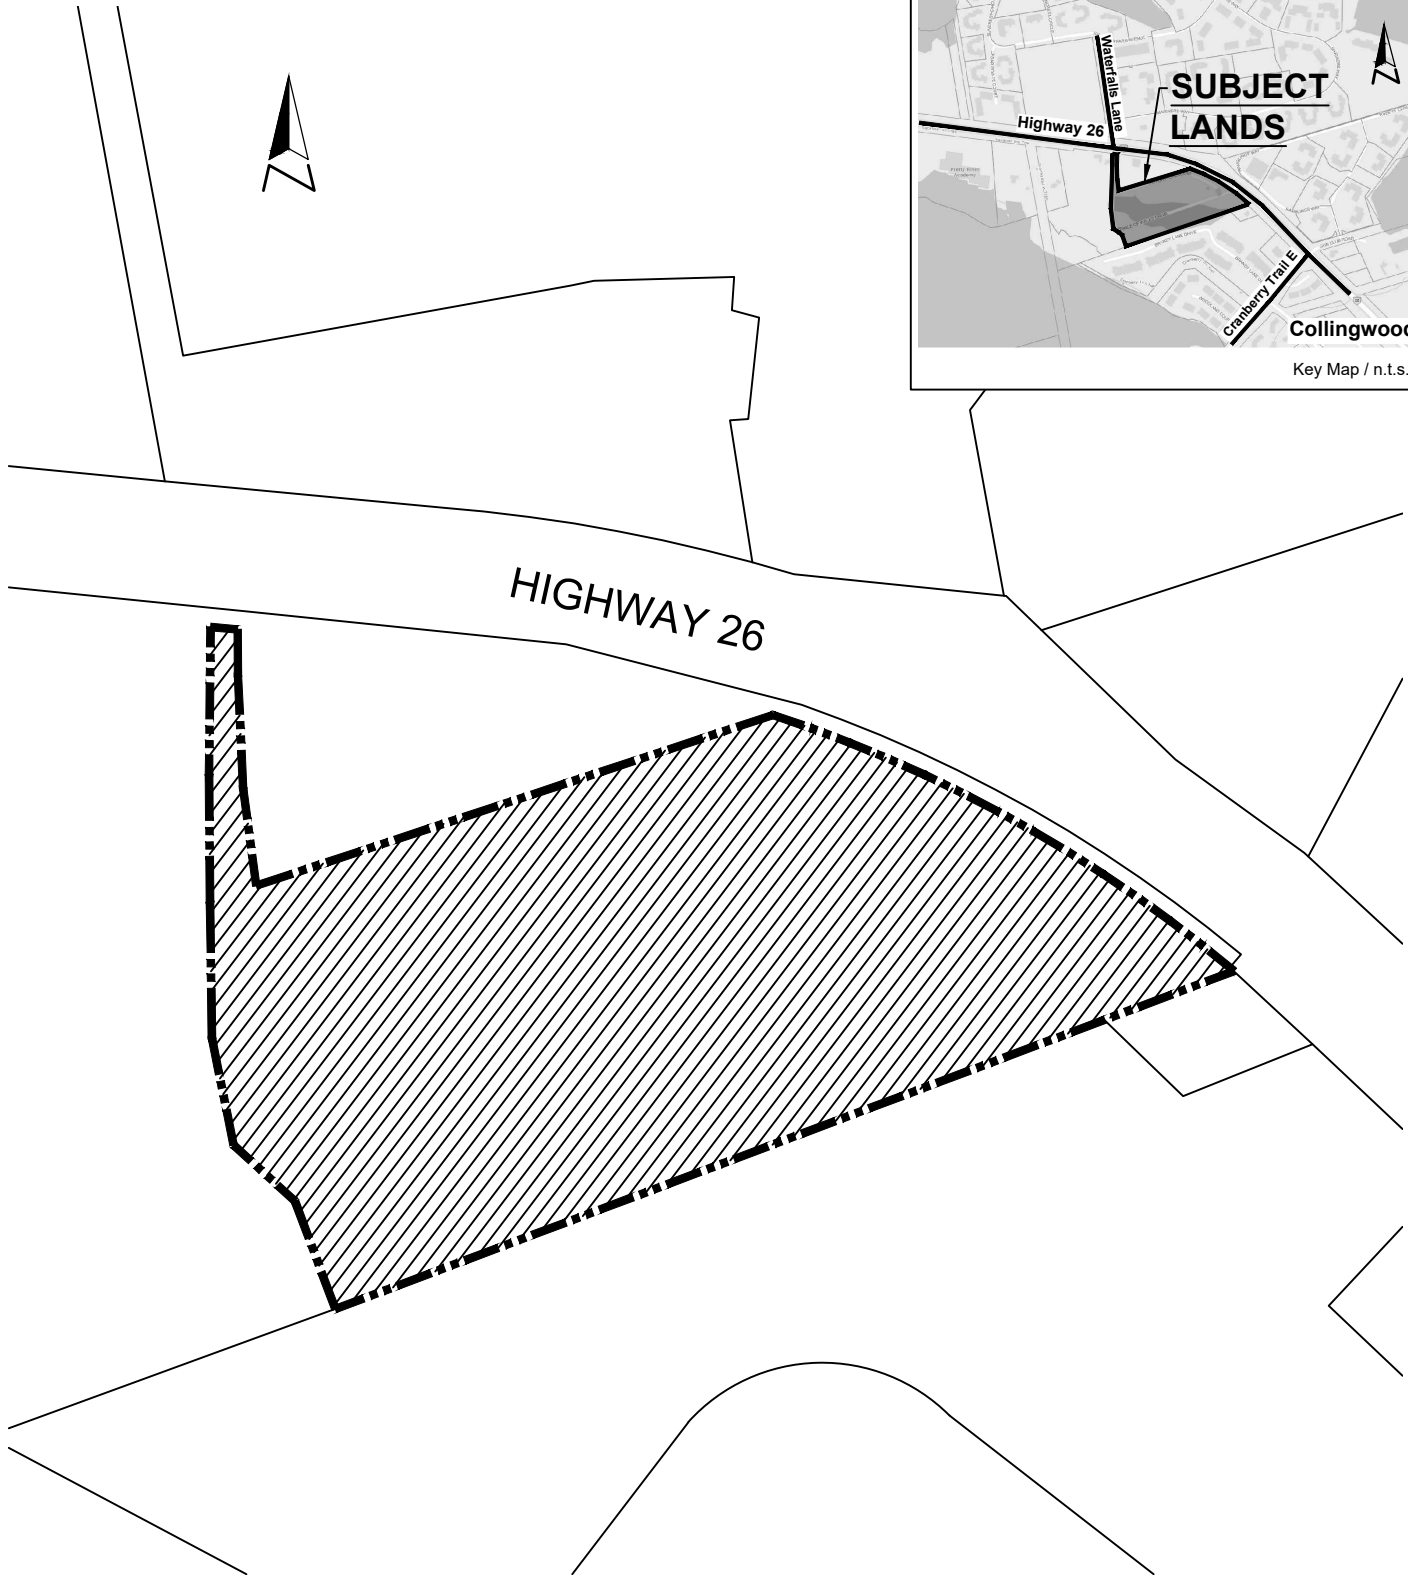 Waterfalls Lane
SUBJECT
LANDS
Highway 26
Cranberry Trail E
Collingwood
Key Map / n.t.s.
HIGHWAY 26
N
N